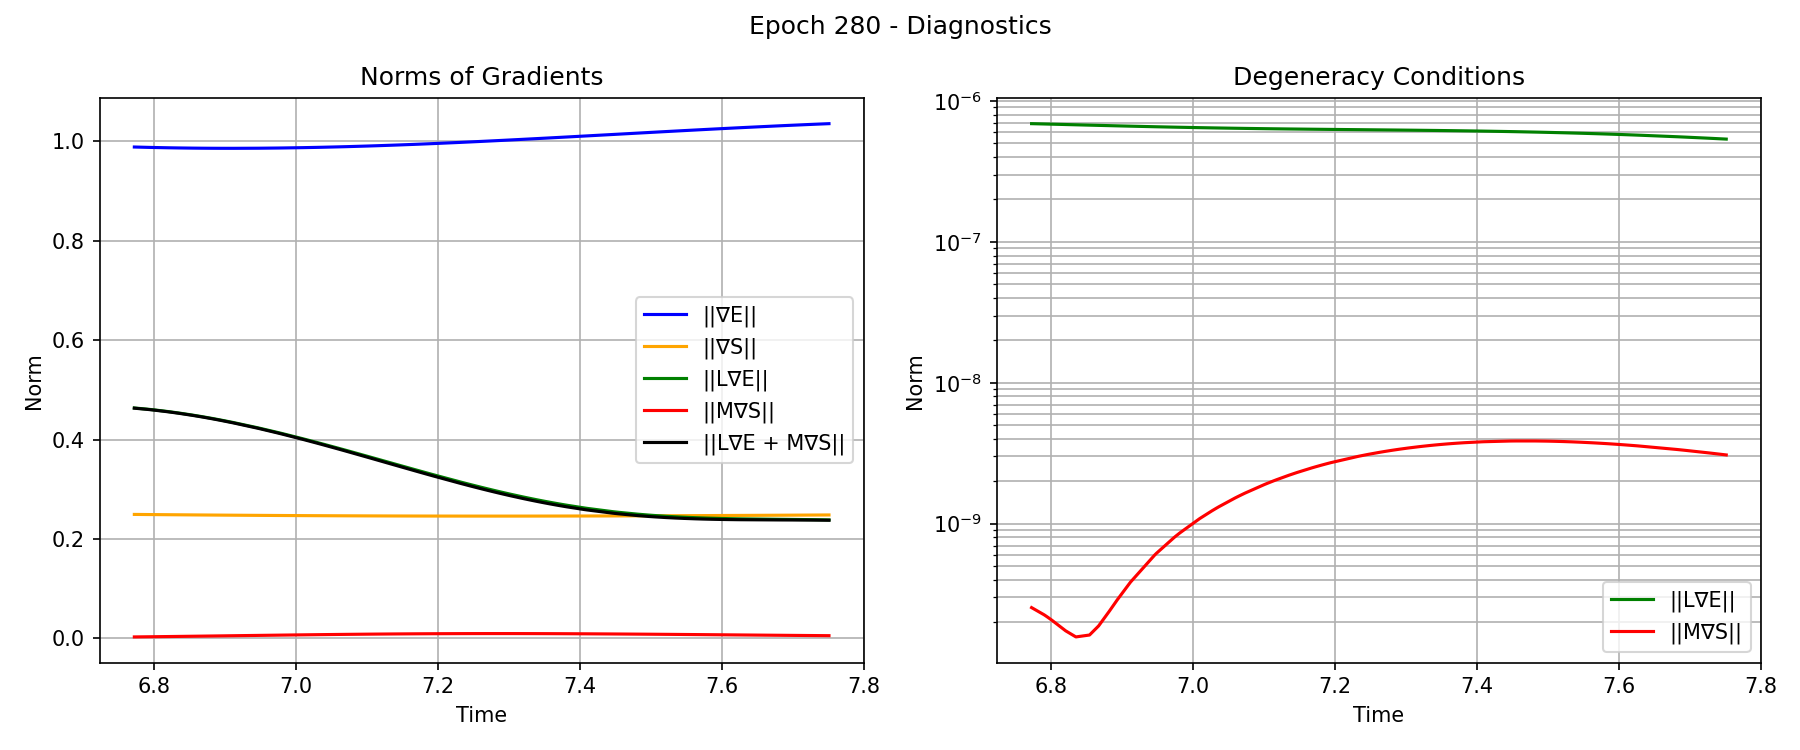 Epoch 280 - Diagnostics
Norms of Gradients
1.0
0.8
0.6
0.4
0.2
0.0
Norm
6.8 7.0 7.2 7.4 7.6 7.8
Time
||∇E||
||∇S||
||L∇E||
||M∇S||
||L∇E + M∇S||
Degeneracy Conditions
10⁻⁶
10⁻⁷
10⁻⁸
10⁻⁹
Norm
6.8 7.0 7.2 7.4 7.6 7.8
Time
||L∇E||
||M∇S||